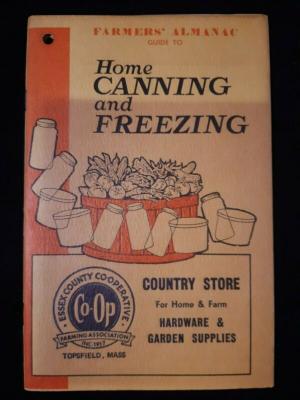 FARMERS' ALMANAC
GUIDE TO
Home
CANNING
and
FREEZING
ESSEX COUNTY COOPERATIVE
Co-Op
FARMING ASSOCIATION
INC. 1917
TOPSFIELD, MASS
COUNTRY STORE
For Home & Farm
HARDWARE &
GARDEN SUPPLIES